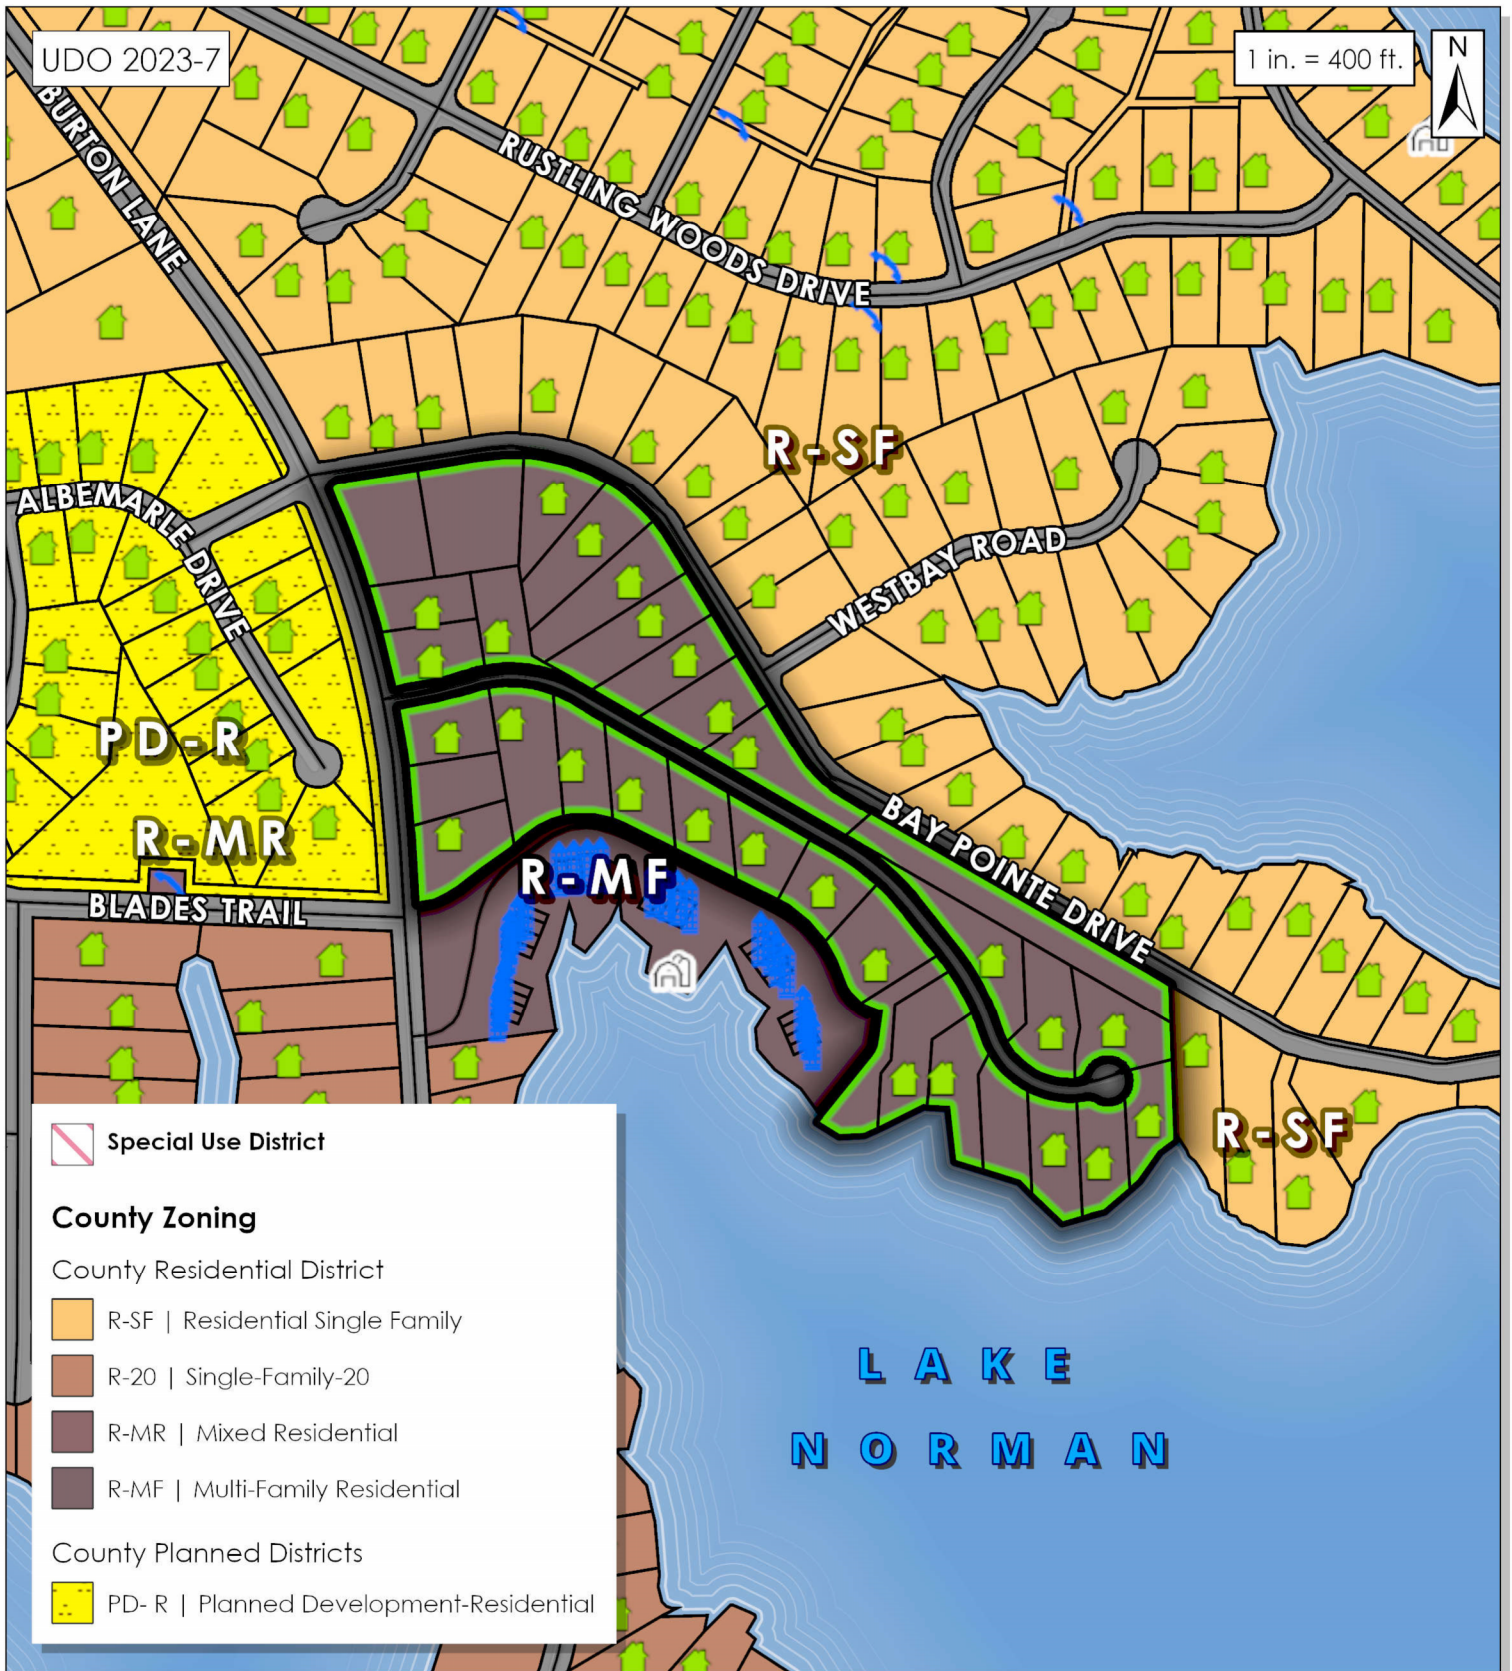 UDO 2023-7
1 in. = 400 ft.
N
BURTON LANE
RUSTLING WOODS DRIVE
R-SF
ALBEMARLE DRIVE
WESTBAY ROAD
PD-R
R-MR
BAY POINTE DRIVE
R-MF
BLADES TRAIL
R-SF
Special Use District
County Zoning
County Residential District
R-SF | Residential Single Family
R-20 | Single-Family-20
R-MR | Mixed Residential
R-MF | Multi-Family Residential
County Planned Districts
PD- R | Planned Development-Residential
LAKE
NORMAN